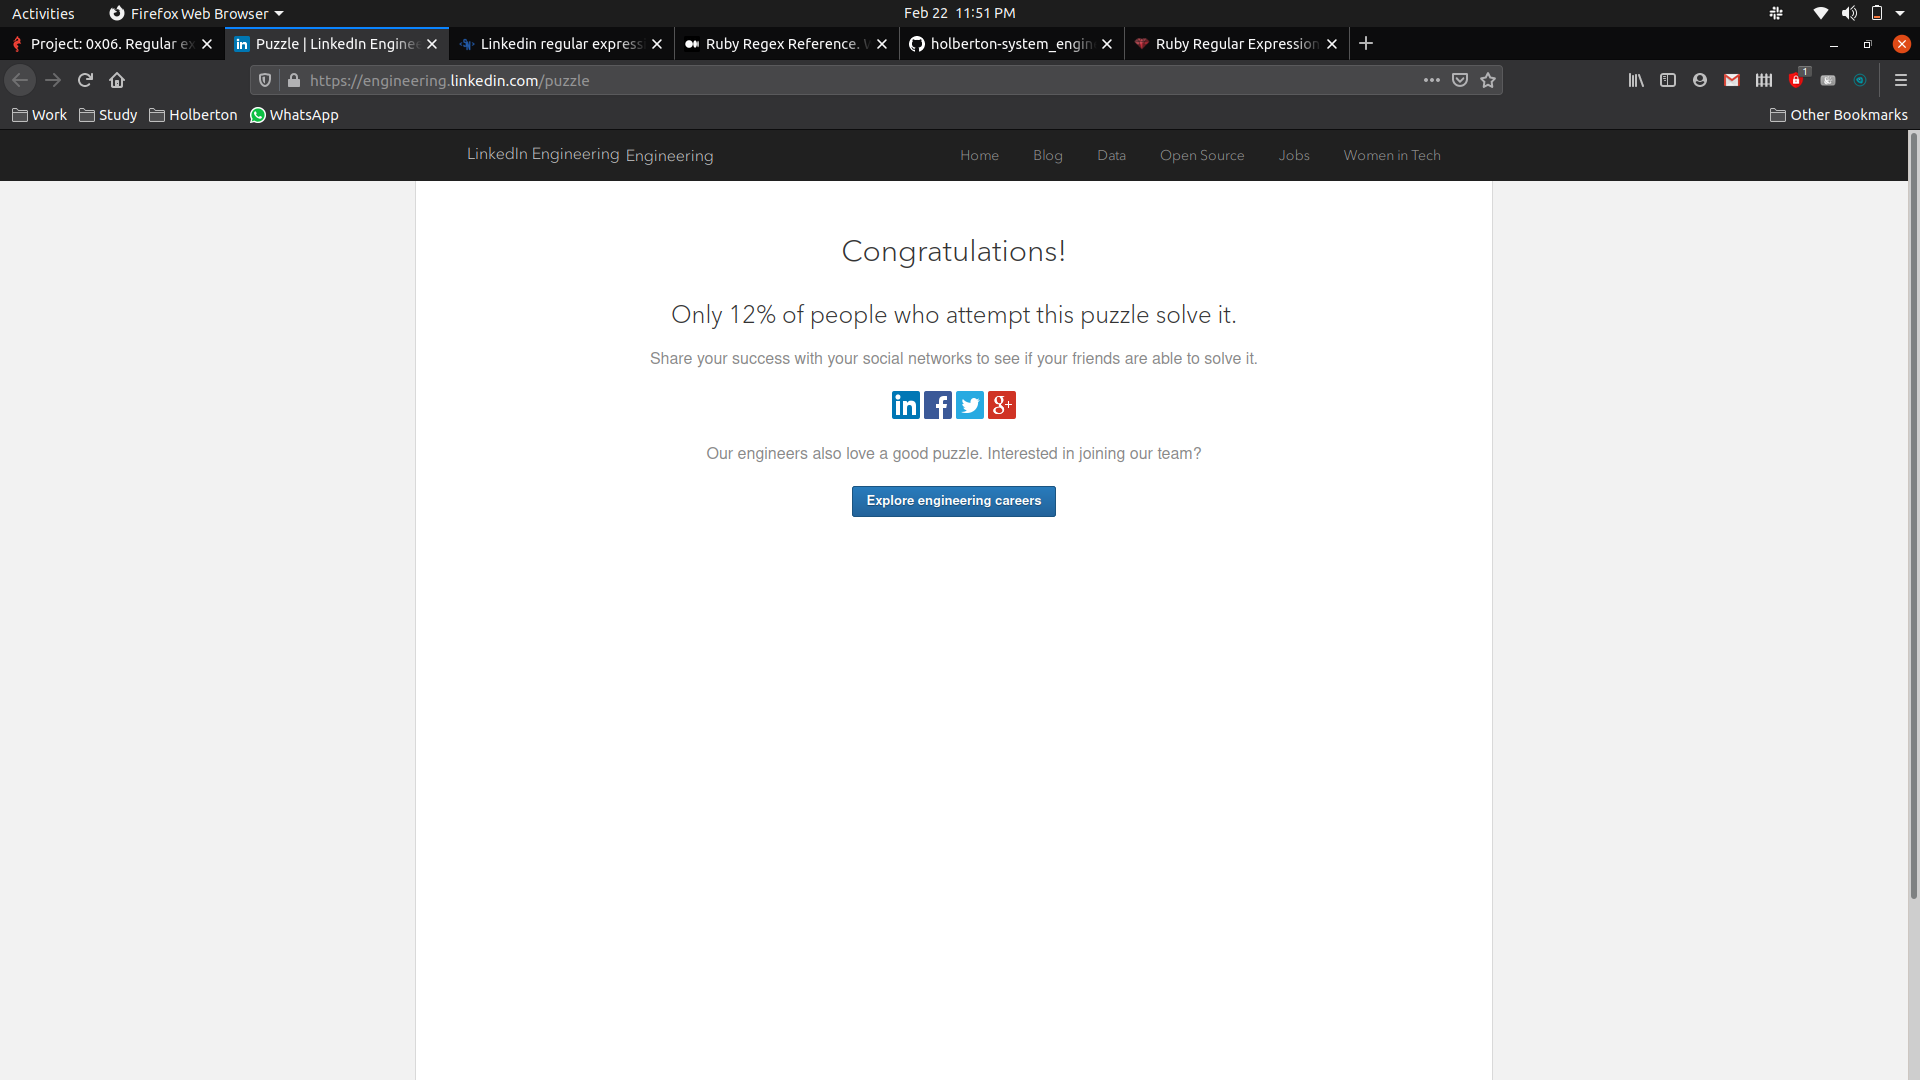 Activities Firefox Web Browser Feb 22 11:51 PM
Project: 0x06. Regular ex Puzzle | LinkedIn Enginee Linkedin regular express Ruby Regex Reference. W holberton-system_engin Ruby Regular Expression
https://engineering.linkedin.com/puzzle 1
Work Study Holberton WhatsApp Other Bookmarks
LinkedIn Engineering Engineering Home Blog Data Open Source Jobs Women in Tech
Congratulations!
Only 12% of people who attempt this puzzle solve it.
Share your success with your social networks to see if your friends are able to solve it.
in f g+
Our engineers also love a good puzzle. Interested in joining our team?
Explore engineering careers